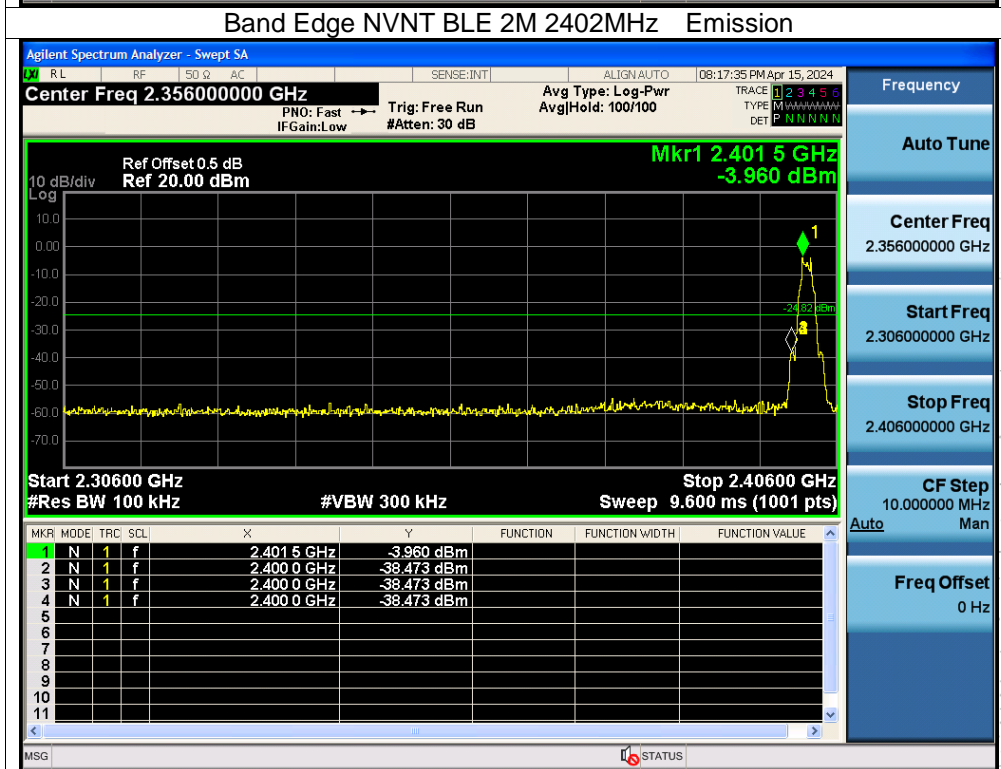 Band Edge NVNT BLE 2M 2402MHz Emission
Agilent Spectrum Analyzer - Swept SA
LXI RL RF 50 Ω AC SENSE:INT ALIGN AUTO 08:17:35 PM Apr 15, 2024
Center Freq 2.356000000 GHz
PNO: Fast
IFGain:Low
Trig: Free Run
#Atten: 30 dB
Avg Type: Log-Pwr
Avg|Hold: 100/100
TRACE 1 2 3 4 5 6
TYPE M W W W W W
DET P N N N N N
Ref Offset 0.5 dB
Ref 20.00 dBm
10 dB/div
Log
Mkr1 2.401 5 GHz
-3.960 dBm
10.0
0.00
-10.0
-20.0
-30.0
-40.0
-50.0
-60.0
-70.0
1
-24.82 dBm
Start 2.30600 GHz
Stop 2.40600 GHz
#Res BW 100 kHz
#VBW 300 kHz
Sweep 9.600 ms (1001 pts)
MKR MODE TRC SCL X Y FUNCTION FUNCTION WIDTH FUNCTION VALUE
1 N 1 f 2.401 5 GHz -3.960 dBm
2 N 1 f 2.400 0 GHz -38.473 dBm
3 N 1 f 2.400 0 GHz -38.473 dBm
4 N 1 f 2.400 0 GHz -38.473 dBm
5
6
7
8
9
10
11
MSG
STATUS
Frequency
Auto Tune
Center Freq
2.356000000 GHz
Start Freq
2.306000000 GHz
Stop Freq
2.406000000 GHz
CF Step
10.000000 MHz
Auto Man
Freq Offset
0 Hz